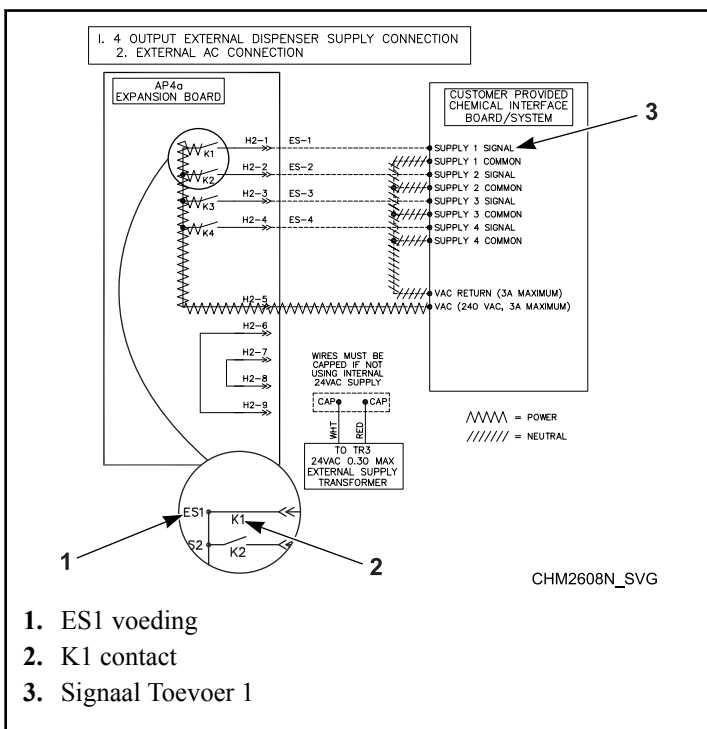 1. 4 OUTPUT EXTERNAL DISPENSER SUPPLY CONNECTION
2. EXTERNAL AC CONNECTION
AP4a
EXPANSION BOARD
CUSTOMER PROVIDED
CHEMICAL INTERFACE
BOARD/SYSTEM
3
K1
H2-1
ES-1
SUPPLY 1 SIGNAL
SUPPLY 1 COMMON
K2
H2-2
ES-2
SUPPLY 2 SIGNAL
SUPPLY 2 COMMON
K3
H2-3
ES-3
SUPPLY 3 SIGNAL
SUPPLY 3 COMMON
K4
H2-4
ES-4
SUPPLY 4 SIGNAL
SUPPLY 4 COMMON
VAC RETURN (3A MAXIMUM)
H2-5
VAC (240 VAC, 3A MAXIMUM)
H2-6
H2-7
H2-8
H2-9
WIRES MUST BE
CAPPED IF NOT
USING INTERNAL
24VAC SUPPLY
CAP
CAP
WHT
RED
TO TR3
24VAC 0.30 MAX
EXTERNAL SUPPLY
TRANSFORMER
= POWER
= NEUTRAL
ES1
K1
S2
K2
1
2
CHM2608N_SVG
1. ES1 voeding
2. K1 contact
3. Signaal Toevoer 1